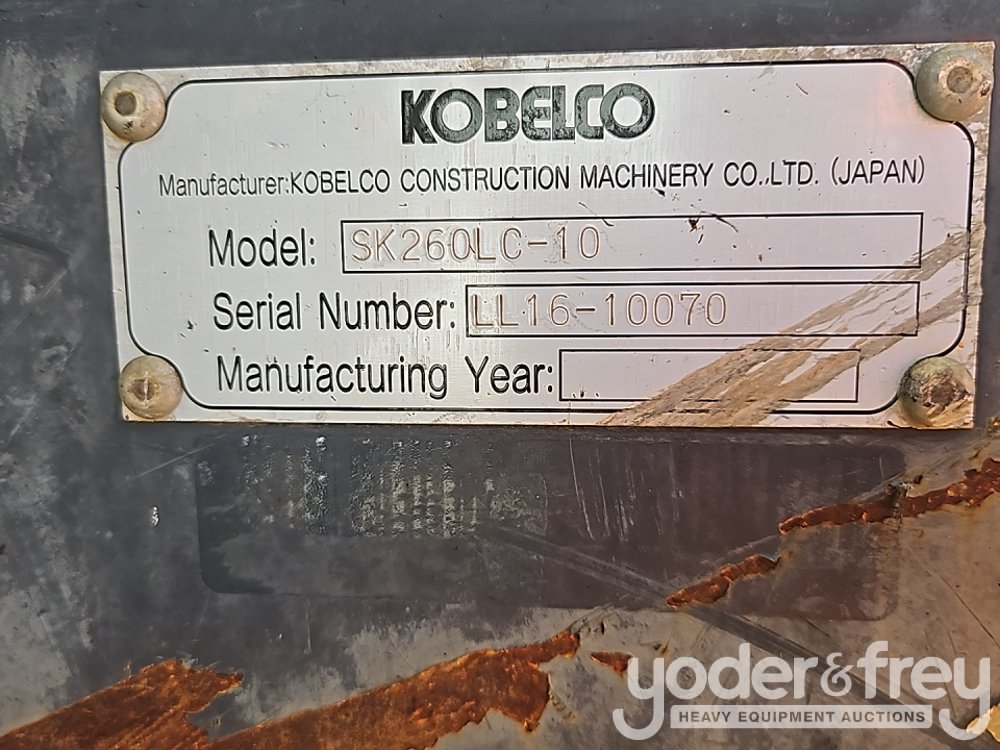 KOBELCO
Manufacturer:KOBELCO CONSTRUCTION MACHINERY CO.,LTD. (JAPAN)
Model: SK260LC-10
Serial Number: LL16-10070
Manufacturing Year:
yoder&frey
HEAVY EQUIPMENT AUCTIONS